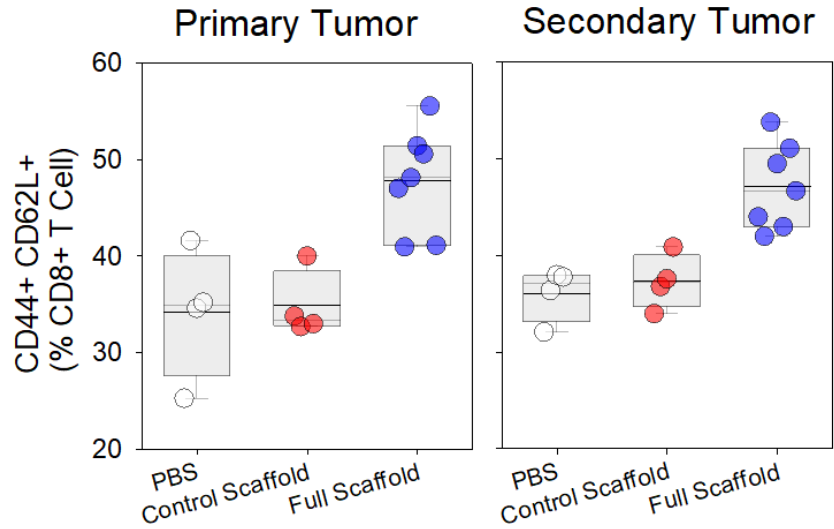 Primary Tumor
Secondary Tumor
CD44+ CD62L+
(% CD8+ T Cell)
60
50
40
30
20
PBS
Control Scaffold
Full Scaffold
PBS
Control Scaffold
Full Scaffold